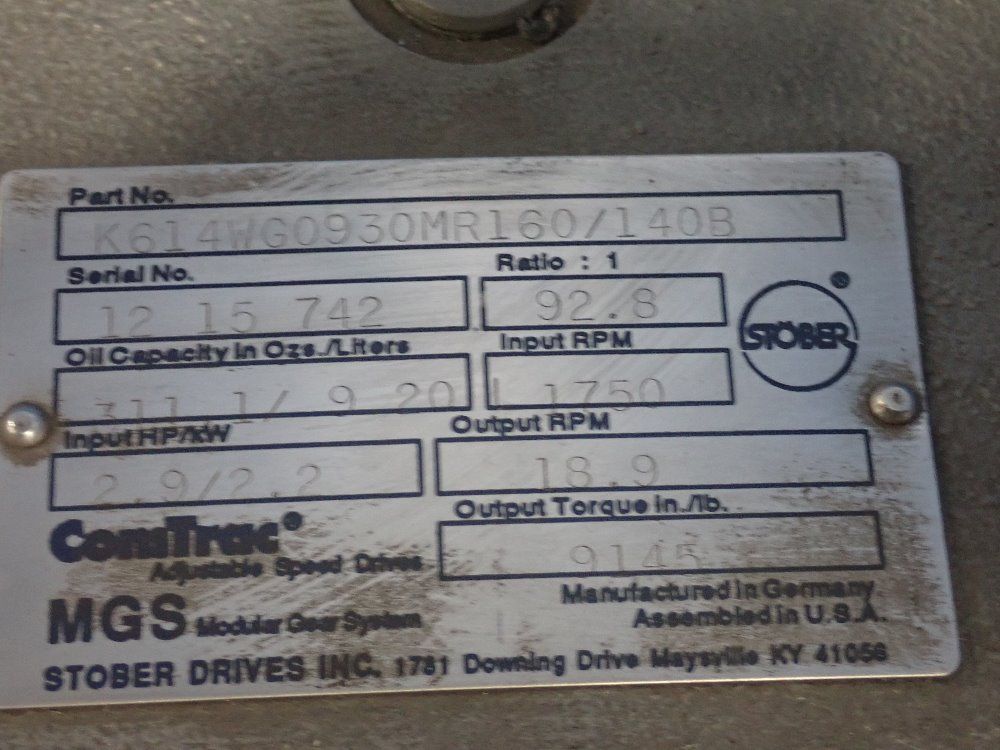 Part No.
K614WG0930MR160/140B
Serial No. Ratio : 1
12 15 742 92.8
STÖBER®
Oil Capacity in Ozs./Liters Input RPM
311 1/ 9 20 L 1750
Input HP/kW Output RPM
2.9/2.2 18.9
Output Torque in./lb.
9145
ComTrac®
Adjustable Speed Drives
MGS Modular Gear System
Manufactured in Germany.
Assembled in U.S.A.
STOBER DRIVES INC. 1781 Downing Drive Maysville KY 41056